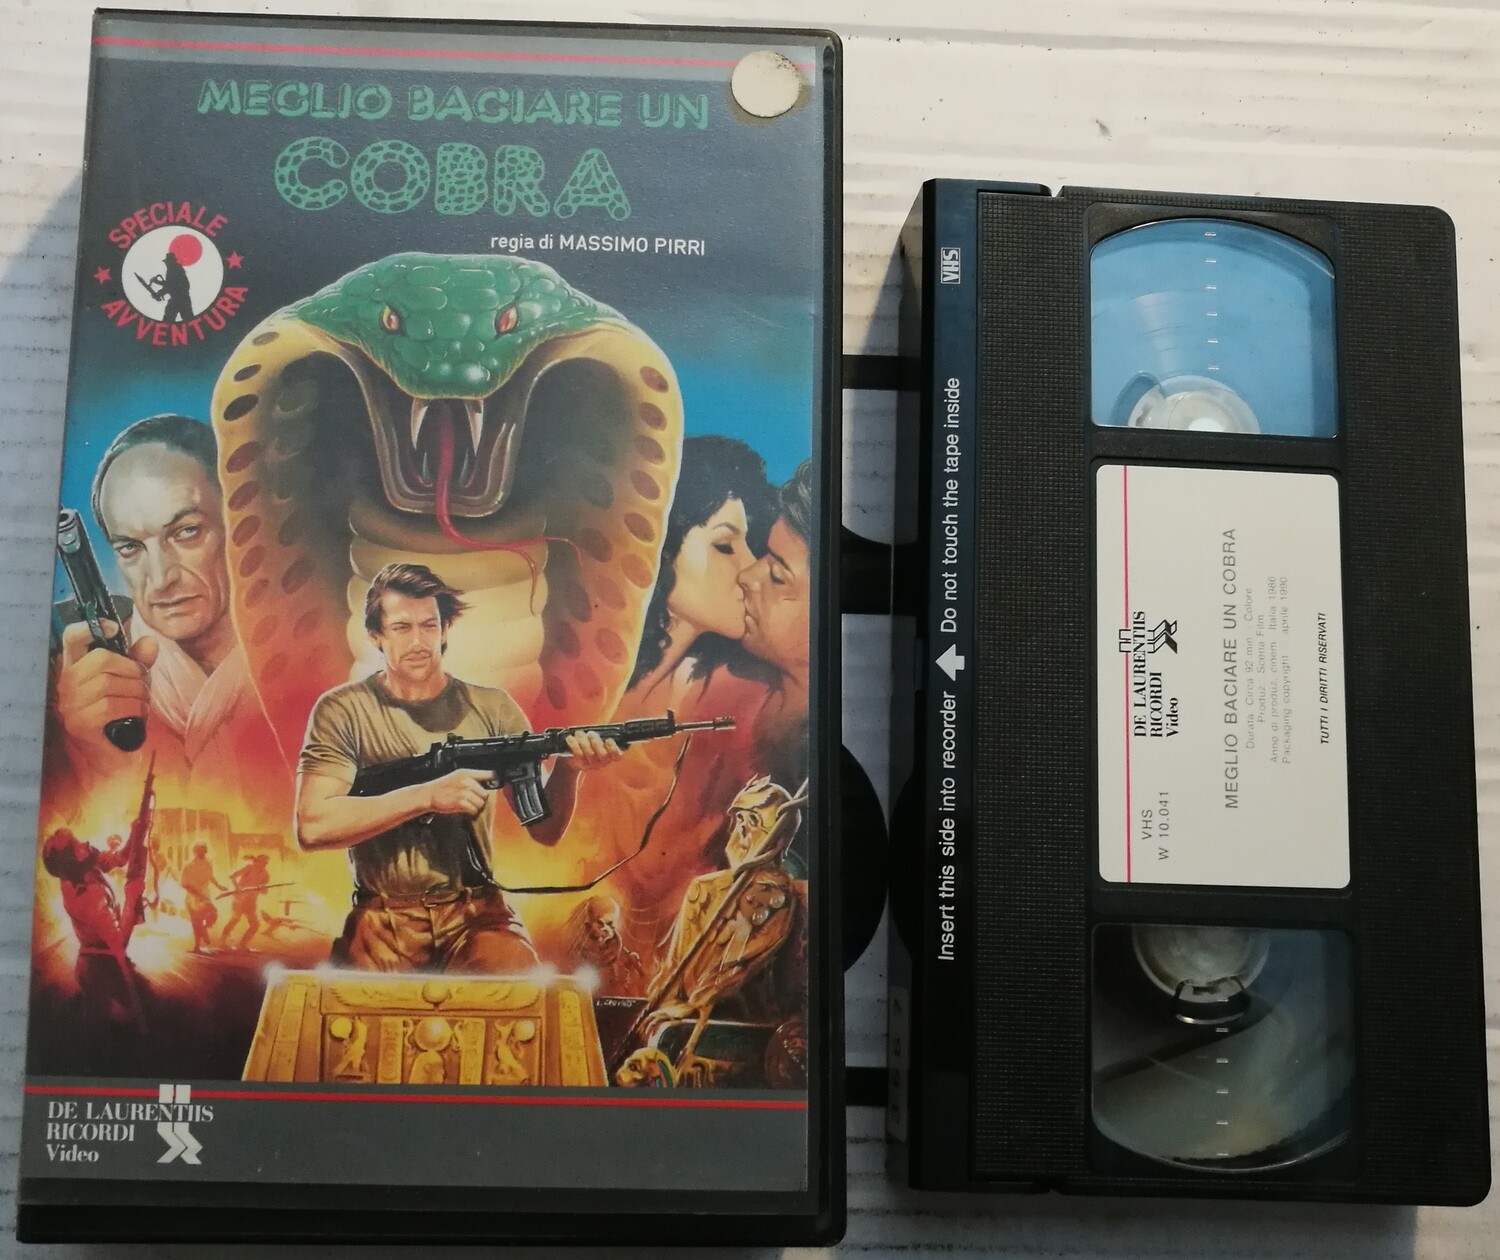 MEGLIO BACIARE UN
COBRA
regia di MASSIMO PIRRI
SPECIALE
AVVENTURA
DE LAURENTIIS
RICORDI
Video
VHS
Insert this side into recorder Do not touch the tape inside
DE LAURENTIIS
RICORDI
Video
VHS
W 10.041
MEGLIO BACIARE UN COBRA
Durata Circa 92 min - Colore
Produz. Scena Film
Anno di produz. cinem. Italia 1986
Packaging copyright aprile 1990
TUTTI I DIRITTI RISERVATI